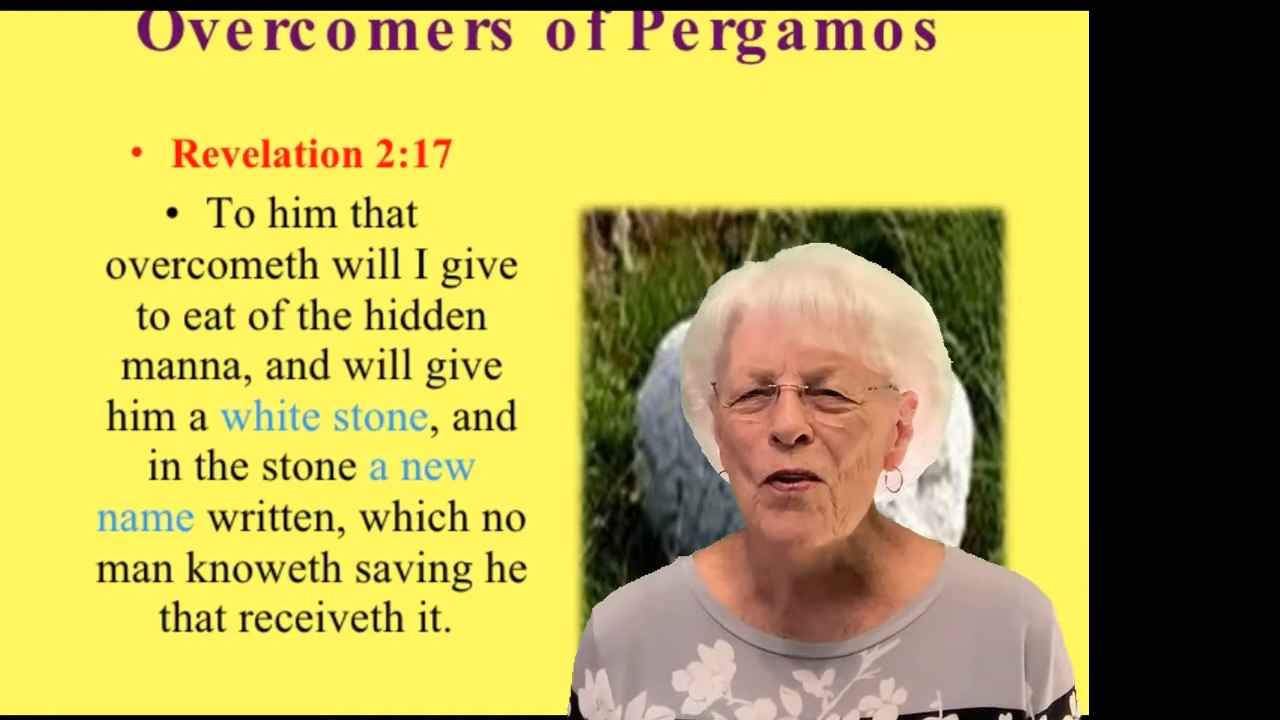 Overcomers of Pergamos
• Revelation 2:17
• To him that
overcometh will I give
to eat of the hidden
manna, and will give
him a white stone, and
in the stone a new
name written, which no
man knoweth saving he
that receiveth it.